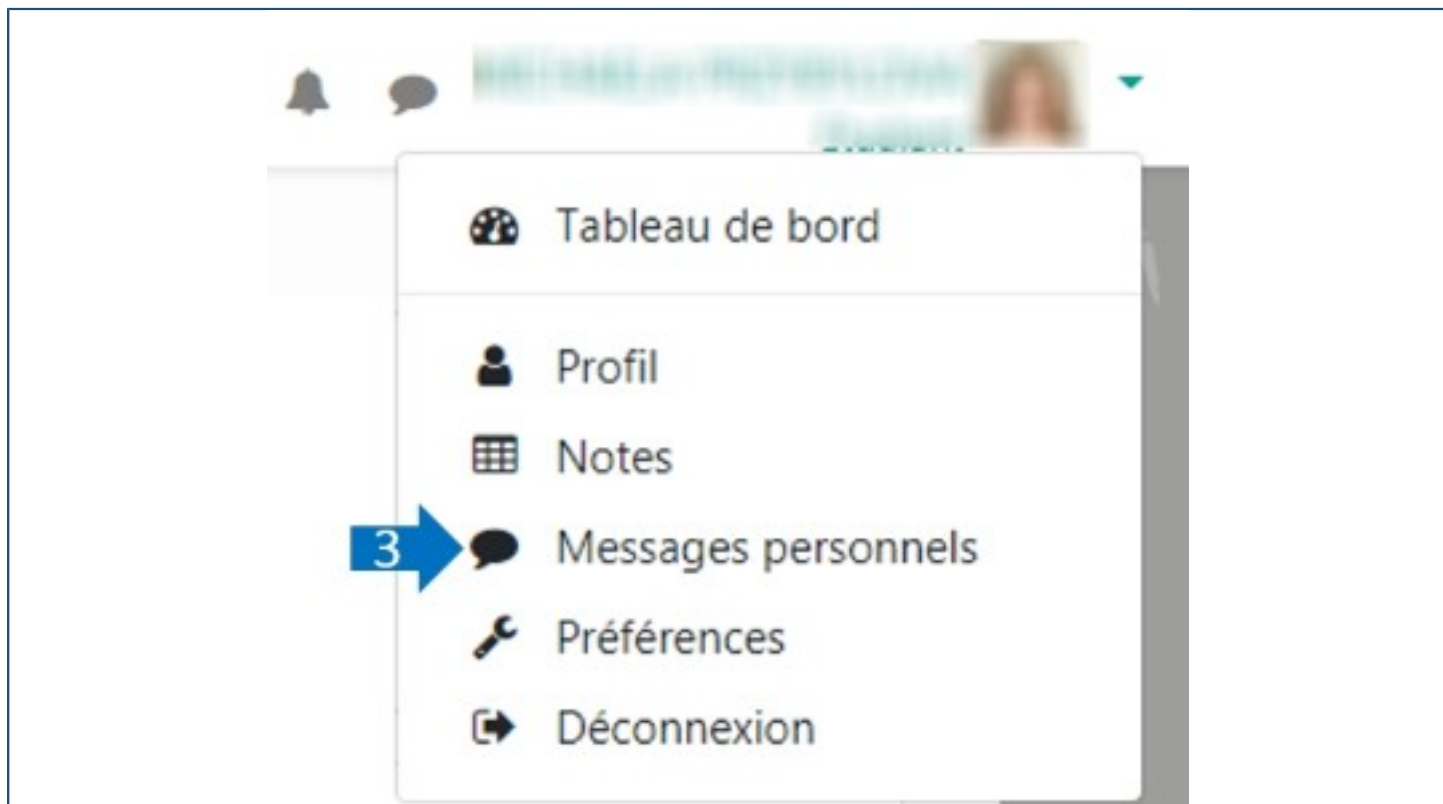 Tableau de bord
Profil
Notes
3 Messages personnels
Préférences
Déconnexion